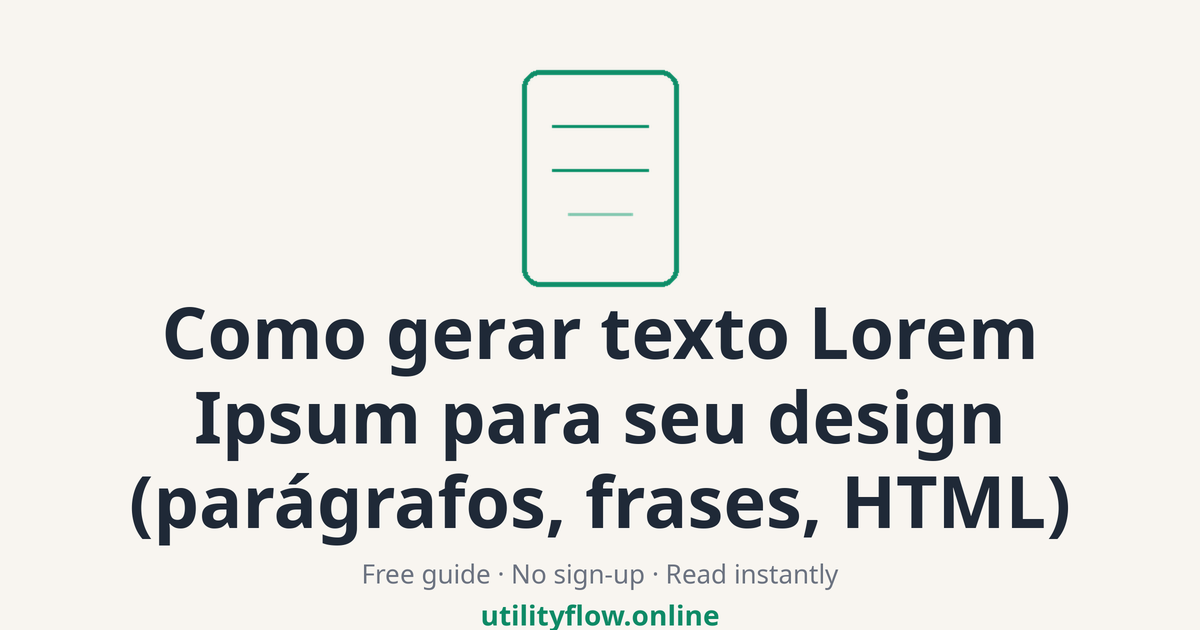 Como gerar texto Lorem
Ipsum para seu design
(parágrafos, frases, HTML)
Free guide · No sign-up · Read instantly
utilityflow.online